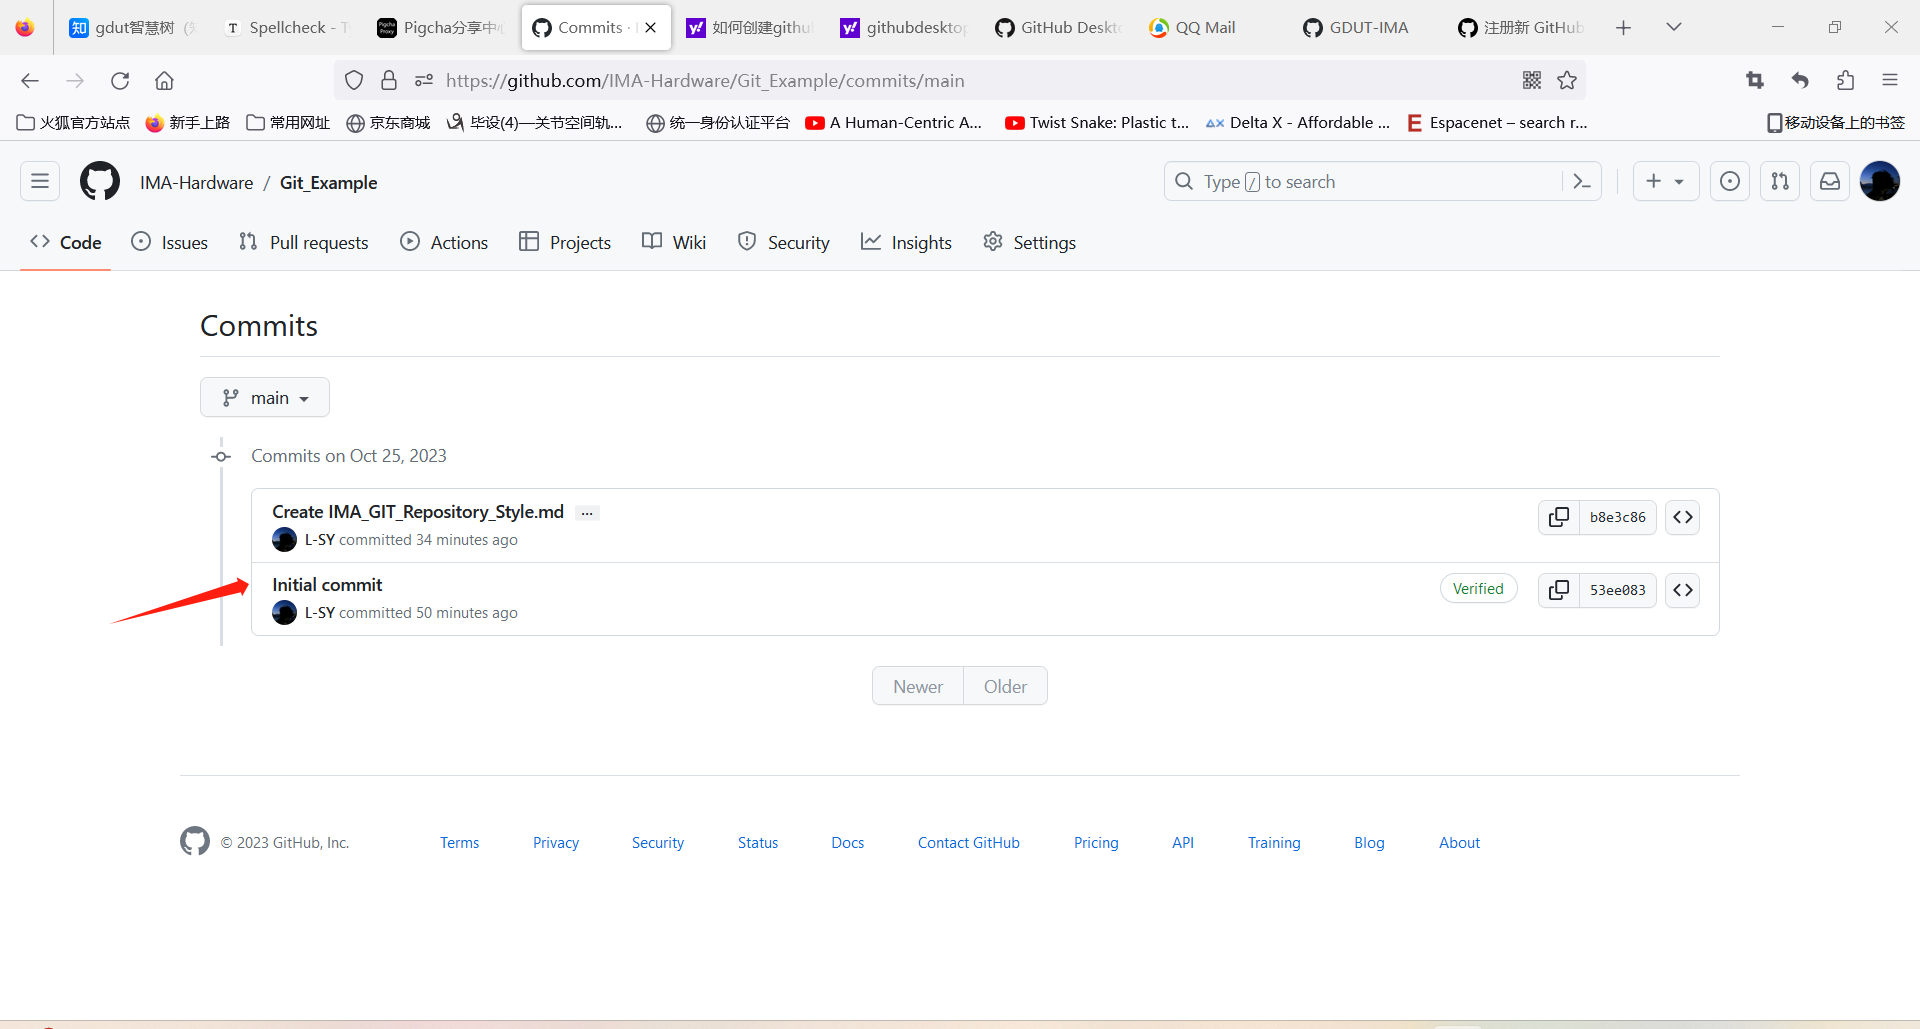 知 gdut智慧树 (知
T Spellcheck - T
Pigcha Proxy Pigcha分享中心
Commits · I
y! 如何创建githu
y! githubdesktop
GitHub Deskto
QQ Mail
GDUT-IMA
注册新 GitHub
https://github.com/IMA-Hardware/Git_Example/commits/main
火狐官方站点 新手上路 常用网址 京东商城 毕设(4)—关节空间轨... 统一身份认证平台 A Human-Centric A... Twist Snake: Plastic t... Delta X - Affordable ... E Espacenet – search r... 移动设备上的书签
IMA-Hardware / Git_Example
Type / to search
Code Issues Pull requests Actions Projects Wiki Security Insights Settings
Commits
main
Commits on Oct 25, 2023
Create IMA_GIT_Repository_Style.md ...
b8e3c86
L-SY committed 34 minutes ago
Initial commit
Verified 53ee083
L-SY committed 50 minutes ago
Newer Older
© 2023 GitHub, Inc. Terms Privacy Security Status Docs Contact GitHub Pricing API Training Blog About